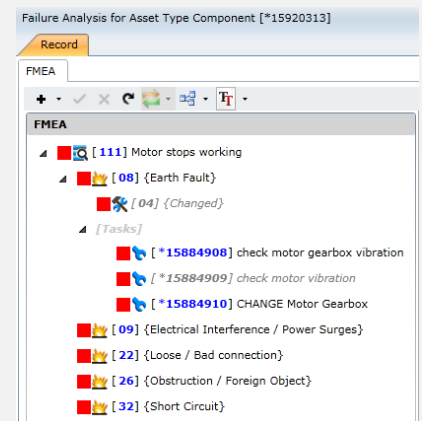 Failure Analysis for Asset Type Component [*15920313]
Record
FMEA
TT
FMEA
[111] Motor stops working
[08] {Earth Fault}
[04] {Changed}
[Tasks]
[*15884908] check motor gearbox vibration
[*15884909] check motor vibration
[*15884910] CHANGE Motor Gearbox
[09] {Electrical Interference / Power Surges}
[22] {Loose / Bad connection}
[26] {Obstruction / Foreign Object}
[32] {Short Circuit}